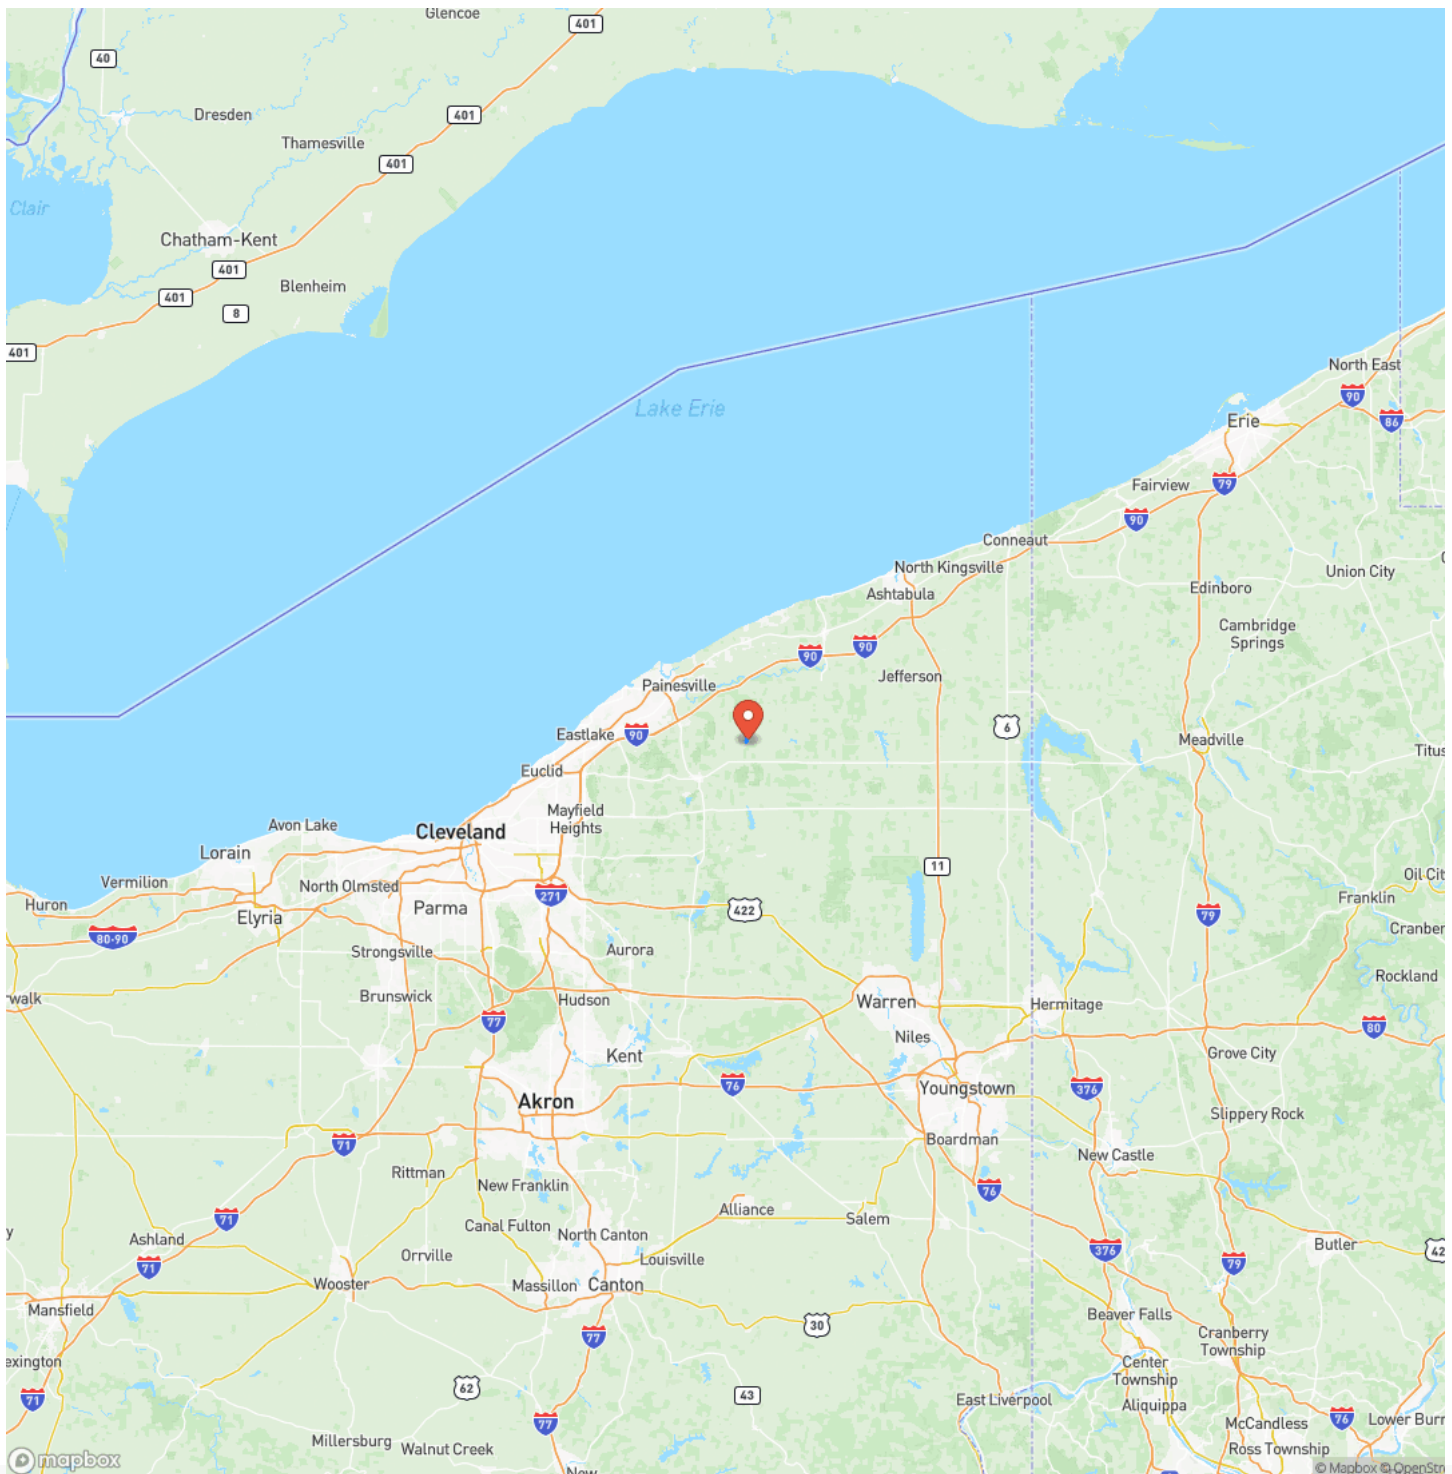 Glencoe
401
40
Dresden
401
Thamesville
401
Clair
Chatham-Kent
401
Blenheim
401
8
401
North East
Lake Erie
90
86
Erie
79
Fairview
90
Conneaut
North Kingsville
Union City
Ashtabula
Edinboro
Cambridge
Springs
90
90
Jefferson
Painesville
6
Eastlake
90
Meadville
Titus
Euclid
Mayfield
Heights
Avon Lake
Cleveland
Lorain
11
Oil Cit
Vermilion
North Olmsted
271
Franklin
Huron
Parma
422
79
Elyria
Cranber
80-90
Strongsville
Aurora
Rockland
rwalk
Brunswick
Hudson
Warren
Hermitage
77
80
Niles
Kent
Grove City
76
Youngstown
376
Akron
Slippery Rock
71
Boardman
New Castle
Rittman
New Franklin
76
Alliance
71
Salem
Canal Fulton
Ashland
North Canton
Orrville
376
Butler
42
71
Louisville
79
Wooster
Massillon
Canton
Mansfield
Beaver Falls
30
77
Cranberry
Township
exington
Center
Township
62
71
43
East Liverpool
Aliquippa
77
76
Lower Burr
McCandless
Millersburg
Walnut Creek
Ross Township
mapbox
New
© Mapbox © OpenStre